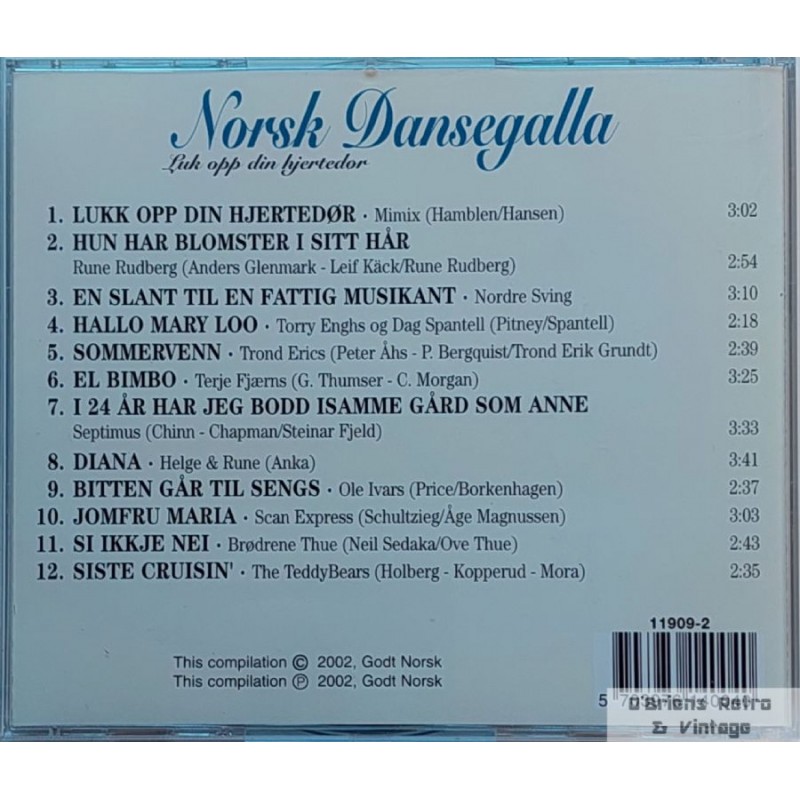 Norsk Dansegalla
Luk opp din hjertedør
1. LUKK OPP DIN HJERTEDØR · Mimix (Hamblen/Hansen) 3:02
2. HUN HAR BLOMSTER I SITT HÅR
Rune Rudberg (Anders Glenmark - Leif Käck/Rune Rudberg) 2:54
3. EN SLANT TIL EN FATTIG MUSIKANT · Nordre Sving 3:10
4. HALLO MARY LOO · Torry Enghs og Dag Spantell (Pitney/Spantell) 2:18
5. SOMMERVENN · Trond Erics (Peter Åhs - P. Bergquist/Trond Erik Grundt) 2:39
6. EL BIMBO · Terje Fjærns (G. Thumser - C. Morgan) 3:25
7. I 24 ÅR HAR JEG BODD ISAMME GÅRD SOM ANNE
Septimus (Chinn - Chapman/Steinar Fjeld) 3:33
8. DIANA · Helge & Rune (Anka) 3:41
9. BITTEN GÅR TIL SENGS · Ole Ivars (Price/Borkenhagen) 2:37
10. JOMFRU MARIA · Scan Express (Schultzieg/Åge Magnussen) 3:03
11. SI IKKJE NEI · Brødrene Thue (Neil Sedaka/Ove Thue) 2:43
12. SISTE CRUISIN' · The TeddyBears (Holberg - Kopperud - Mora) 2:35
11909-2
This compilation © 2002, Godt Norsk
This compilation ℗ 2002, Godt Norsk
O'Briens Retro
& Vintage